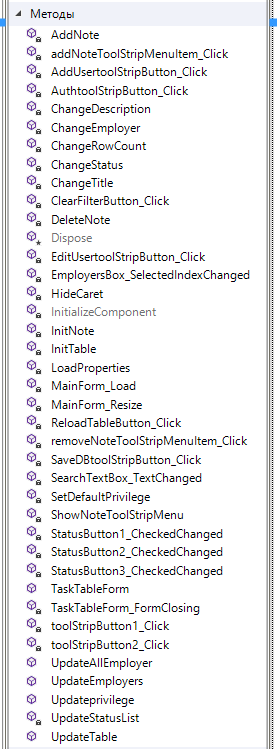 Методы
AddNote
addNoteToolStripMenuItem_Click
AddUsertoolStripButton_Click
AuthtoolStripButton_Click
ChangeDescription
ChangeEmployer
ChangeRowCount
ChangeStatus
ChangeTitle
ClearFilterButton_Click
DeleteNote
Dispose
EditUsertoolStripButton_Click
EmployersBox_SelectedIndexChanged
HideCaret
InitializeComponent
InitNote
InitTable
LoadProperties
MainForm_Load
MainForm_Resize
ReloadTableButton_Click
removeNoteToolStripMenuItem_Click
SaveDBtoolStripButton_Click
SearchTextBox_TextChanged
SetDefaultPrivilege
ShowNoteToolStripMenu
StatusButton1_CheckedChanged
StatusButton2_CheckedChanged
StatusButton3_CheckedChanged
TaskTableForm
TaskTableForm_FormClosing
toolStripButton1_Click
toolStripButton2_Click
UpdateAllEmployer
UpdateEmployers
Updateprivilege
UpdateStatusList
UpdateTable